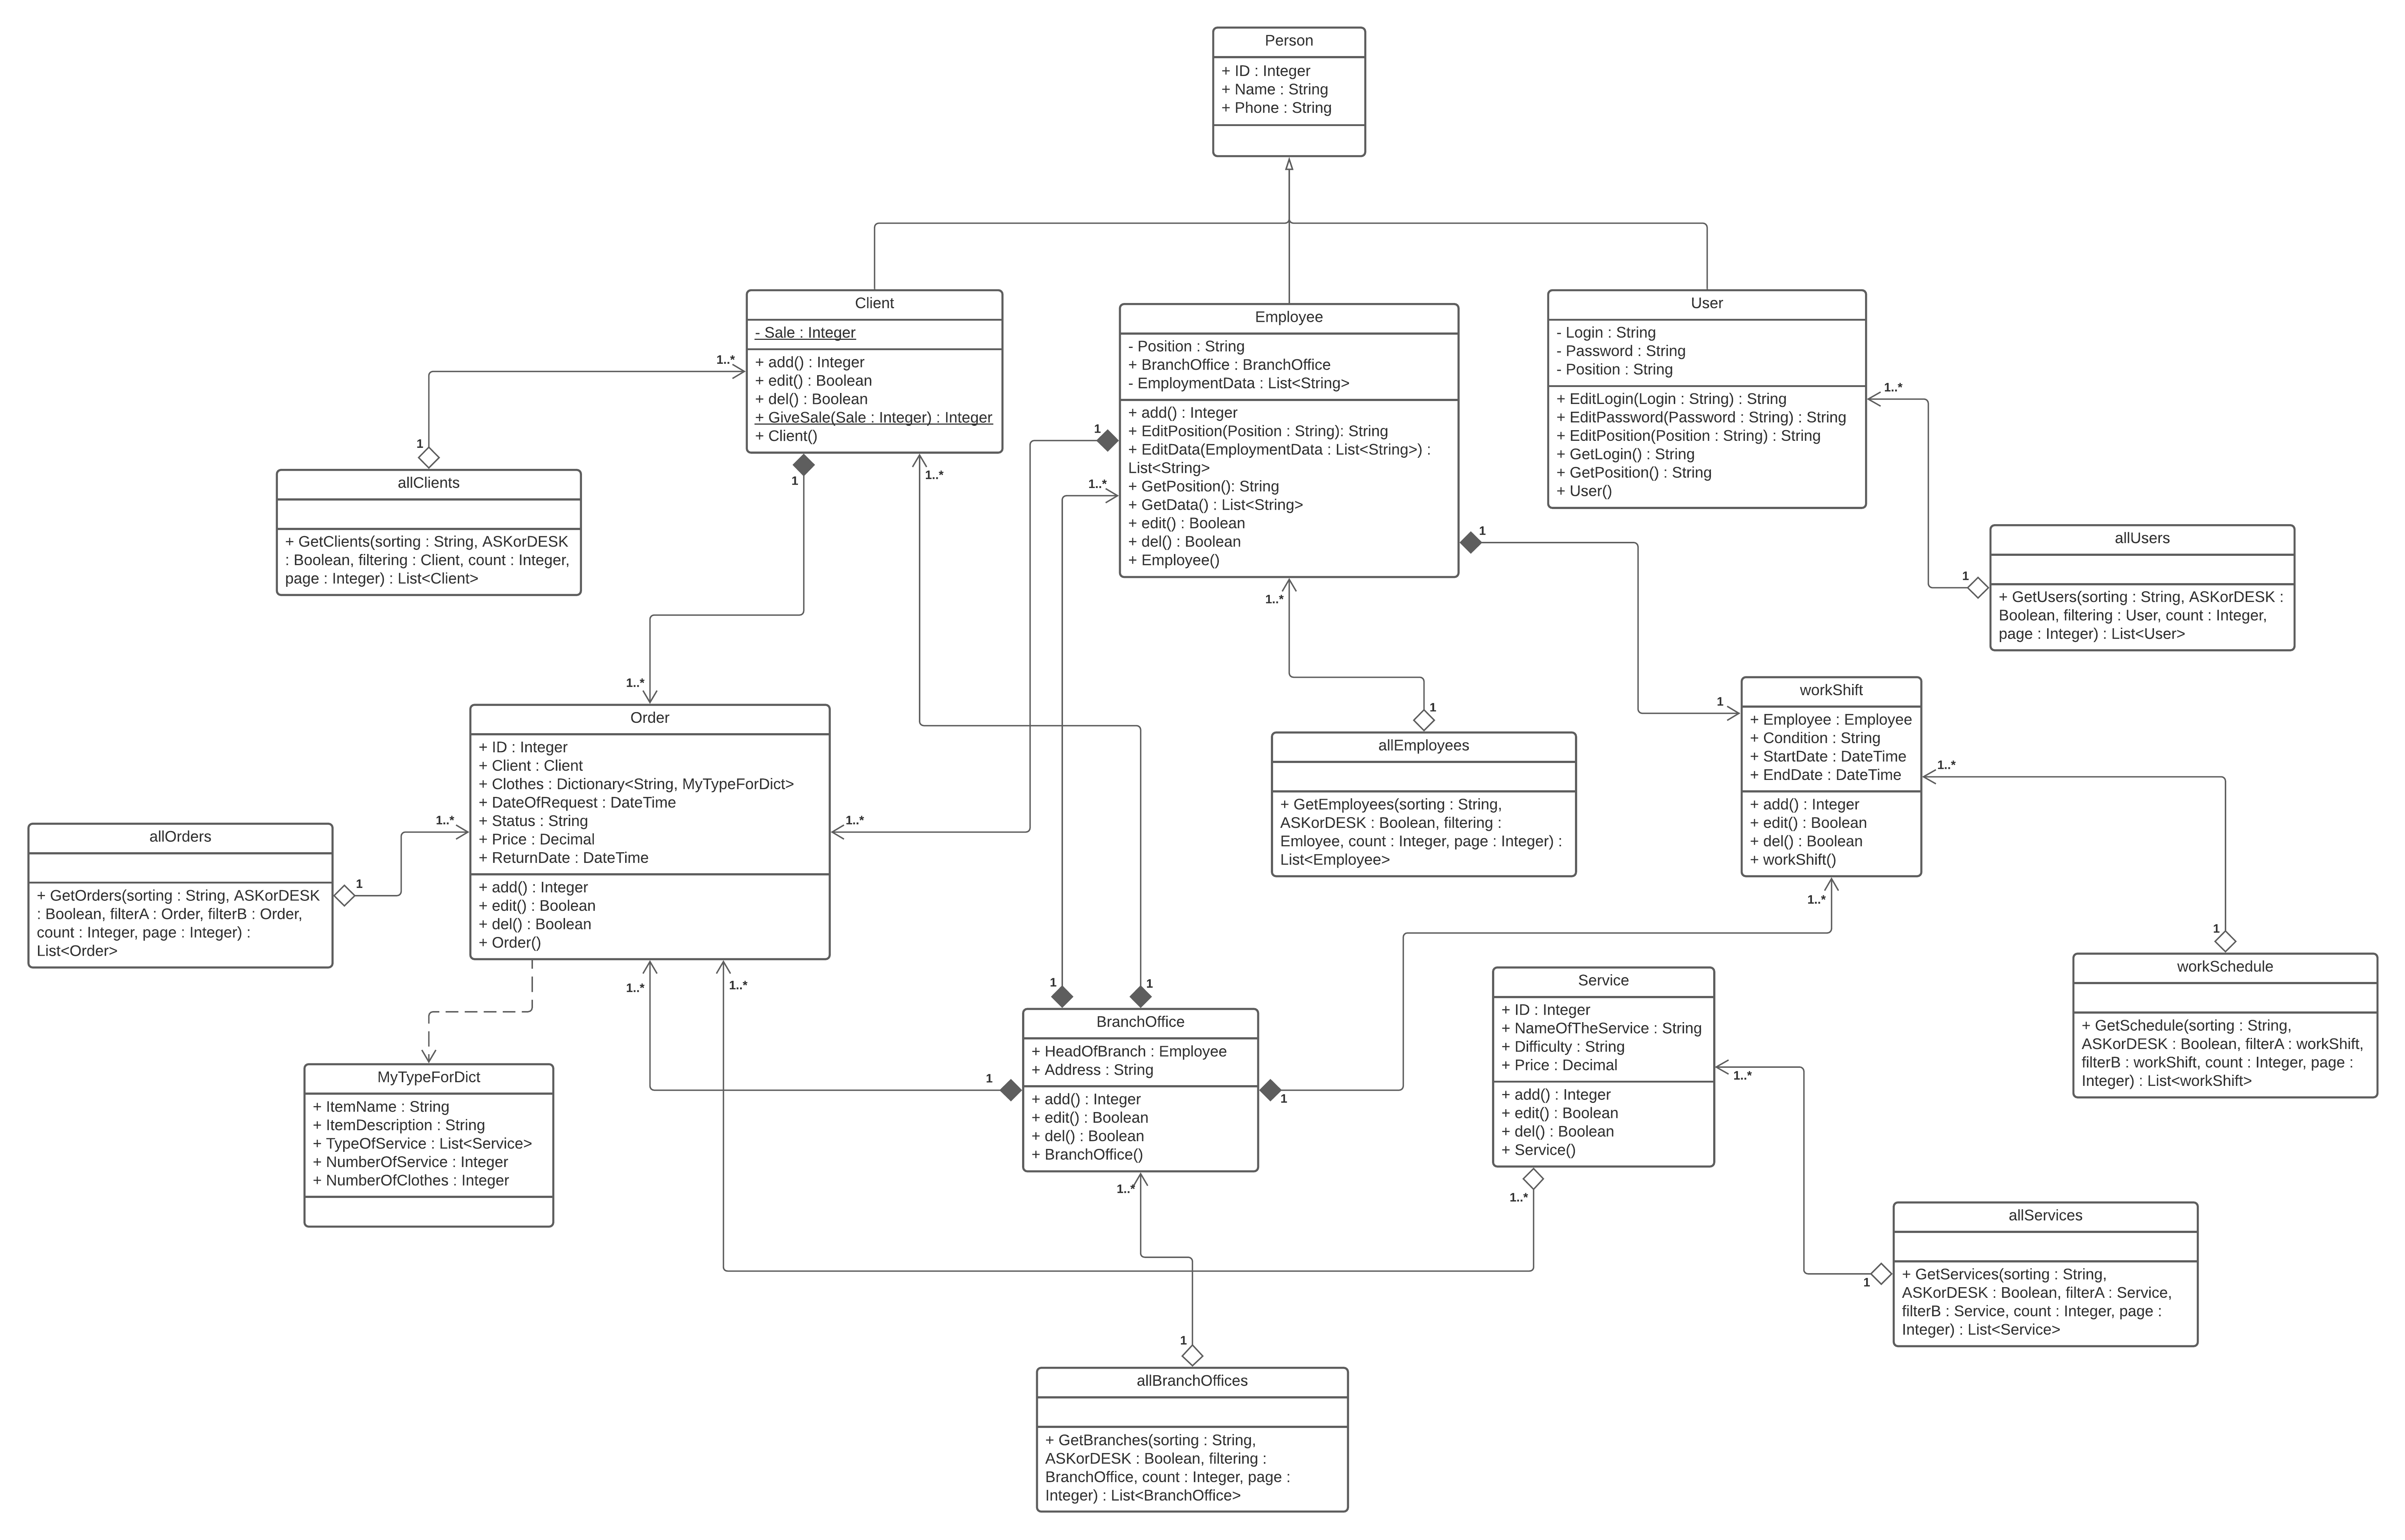 Person
+ ID : Integer
+ Name : String
+ Phone : String
Client
- Sale : Integer
+ add() : Integer
+ edit() : Boolean
+ del() : Boolean
+ GiveSale(Sale : Integer) : Integer
+ Client()
Employee
- Position : String
+ BranchOffice : BranchOffice
- EmploymentData : List<String>
+ add() : Integer
+ EditPosition(Position : String): String
+ EditData(EmploymentData : List<String>) :
List<String>
+ GetPosition(): String
+ GetData() : List<String>
+ edit() : Boolean
+ del() : Boolean
+ Employee()
User
- Login : String
- Password : String
- Position : String
+ EditLogin(Login : String) : String
+ EditPassword(Password : String) : String
+ EditPosition(Position : String) : String
+ GetLogin() : String
+ GetPosition() : String
+ User()
1..*
1
1
1..*
1
1..*
1..*
1
1..*
1
allClients
+ GetClients(sorting : String, ASKorDESK
: Boolean, filtering : Client, count : Integer,
page : Integer) : List<Client>
allUsers
+ GetUsers(sorting : String, ASKorDESK :
Boolean, filtering : User, count : Integer,
page : Integer) : List<User>
1..*
1
1
1..*
Order
+ ID : Integer
+ Client : Client
+ Clothes : Dictionary<String, MyTypeForDict>
+ DateOfRequest : DateTime
+ Status : String
+ Price : Decimal
+ ReturnDate : DateTime
+ add() : Integer
+ edit() : Boolean
+ del() : Boolean
+ Order()
allEmployees
+ GetEmployees(sorting : String,
ASKorDESK : Boolean, filtering :
Emloyee, count : Integer, page : Integer) :
List<Employee>
workShift
+ Employee : Employee
+ Condition : String
+ StartDate : DateTime
+ EndDate : DateTime
+ add() : Integer
+ edit() : Boolean
+ del() : Boolean
+ workShift()
1..*
1..*
1
1..*
1..*
1
allOrders
+ GetOrders(sorting : String, ASKorDESK
: Boolean, filterA : Order, filterB : Order,
count : Integer, page : Integer) :
List<Order>
workSchedule
+ GetSchedule(sorting : String,
ASKorDESK : Boolean, filterA : workShift,
filterB : workShift, count : Integer, page :
Integer) : List<workShift>
1..*
1..*
1
1
1
1
MyTypeForDict
+ ItemName : String
+ ItemDescription : String
+ TypeOfService : List<Service>
+ NumberOfService : Integer
+ NumberOfClothes : Integer
BranchOffice
+ HeadOfBranch : Employee
+ Address : String
+ add() : Integer
+ edit() : Boolean
+ del() : Boolean
+ BranchOffice()
Service
+ ID : Integer
+ NameOfTheService : String
+ Difficulty : String
+ Price : Decimal
+ add() : Integer
+ edit() : Boolean
+ del() : Boolean
+ Service()
1..*
1..*
1..*
1
1
allServices
+ GetServices(sorting : String,
ASKorDESK : Boolean, filterA : Service,
filterB : Service, count : Integer, page :
Integer) : List<Service>
allBranchOffices
+ GetBranches(sorting : String,
ASKorDESK : Boolean, filtering :
BranchOffice, count : Integer, page :
Integer) : List<BranchOffice>